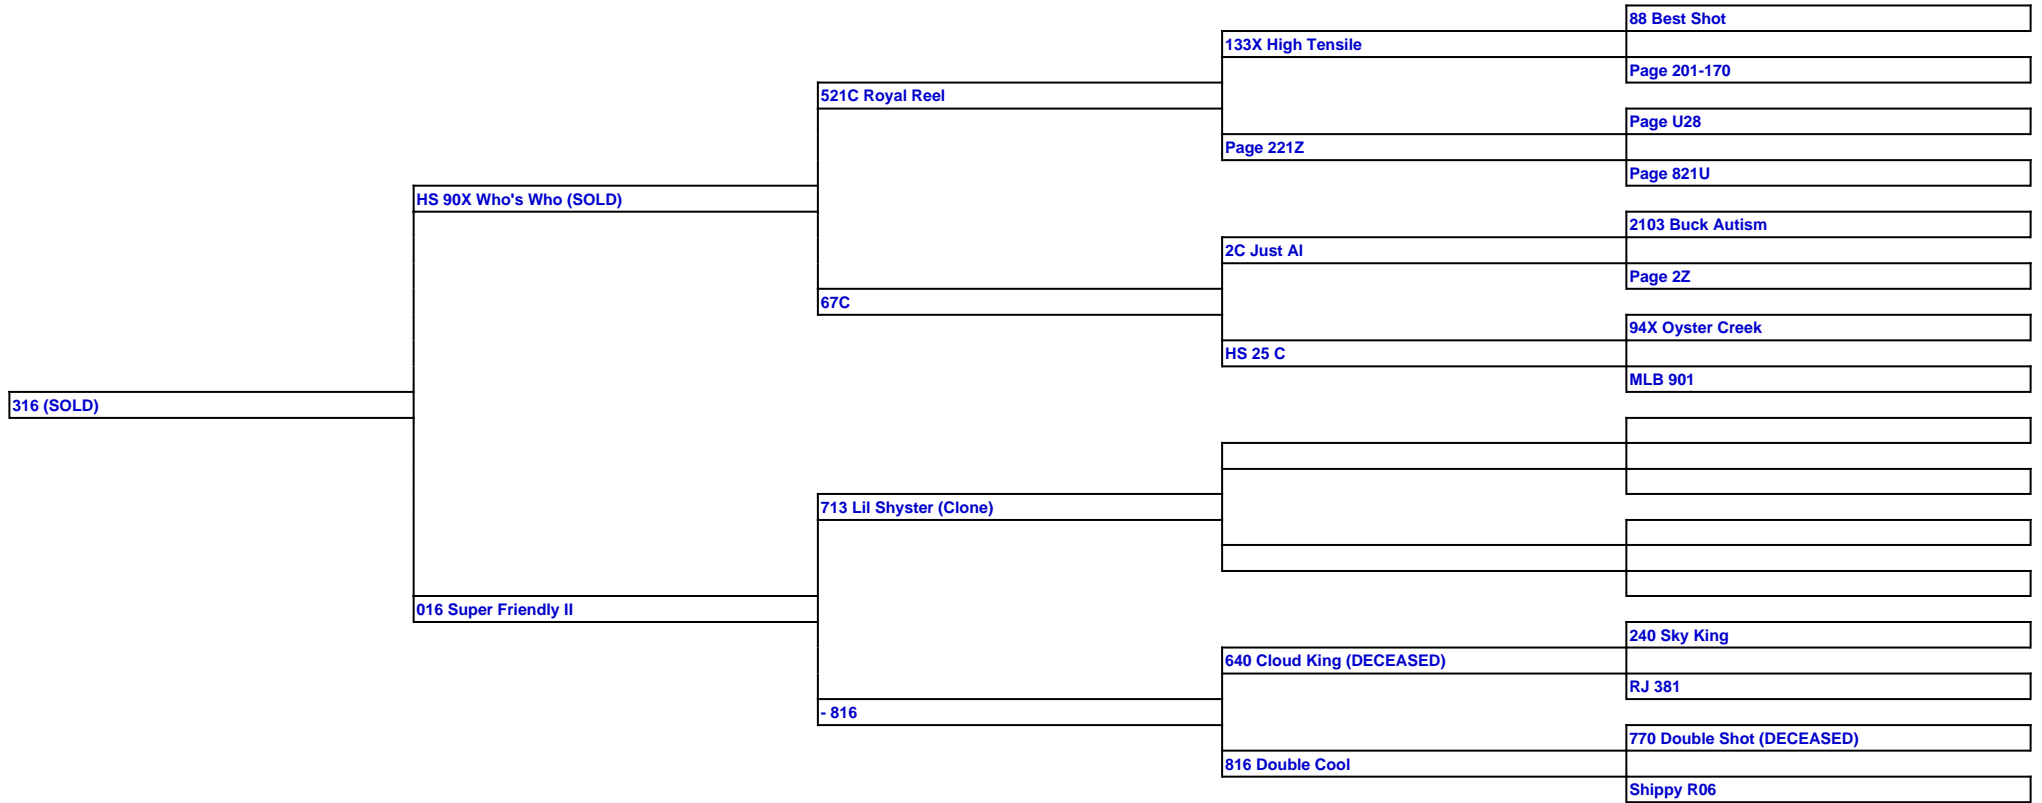 88 Best Shot
133X High Tensile
Page 201-170
521C Royal Reel
Page U28
Page 221Z
Page 821U
HS 90X Who's Who (SOLD)
2103 Buck Autism
2C Just AI
Page 2Z
67C
94X Oyster Creek
HS 25 C
MLB 901
316 (SOLD)
713 Lil Shyster (Clone)
016 Super Friendly II
240 Sky King
640 Cloud King (DECEASED)
RJ 381
- 816
770 Double Shot (DECEASED)
816 Double Cool
Shippy R06